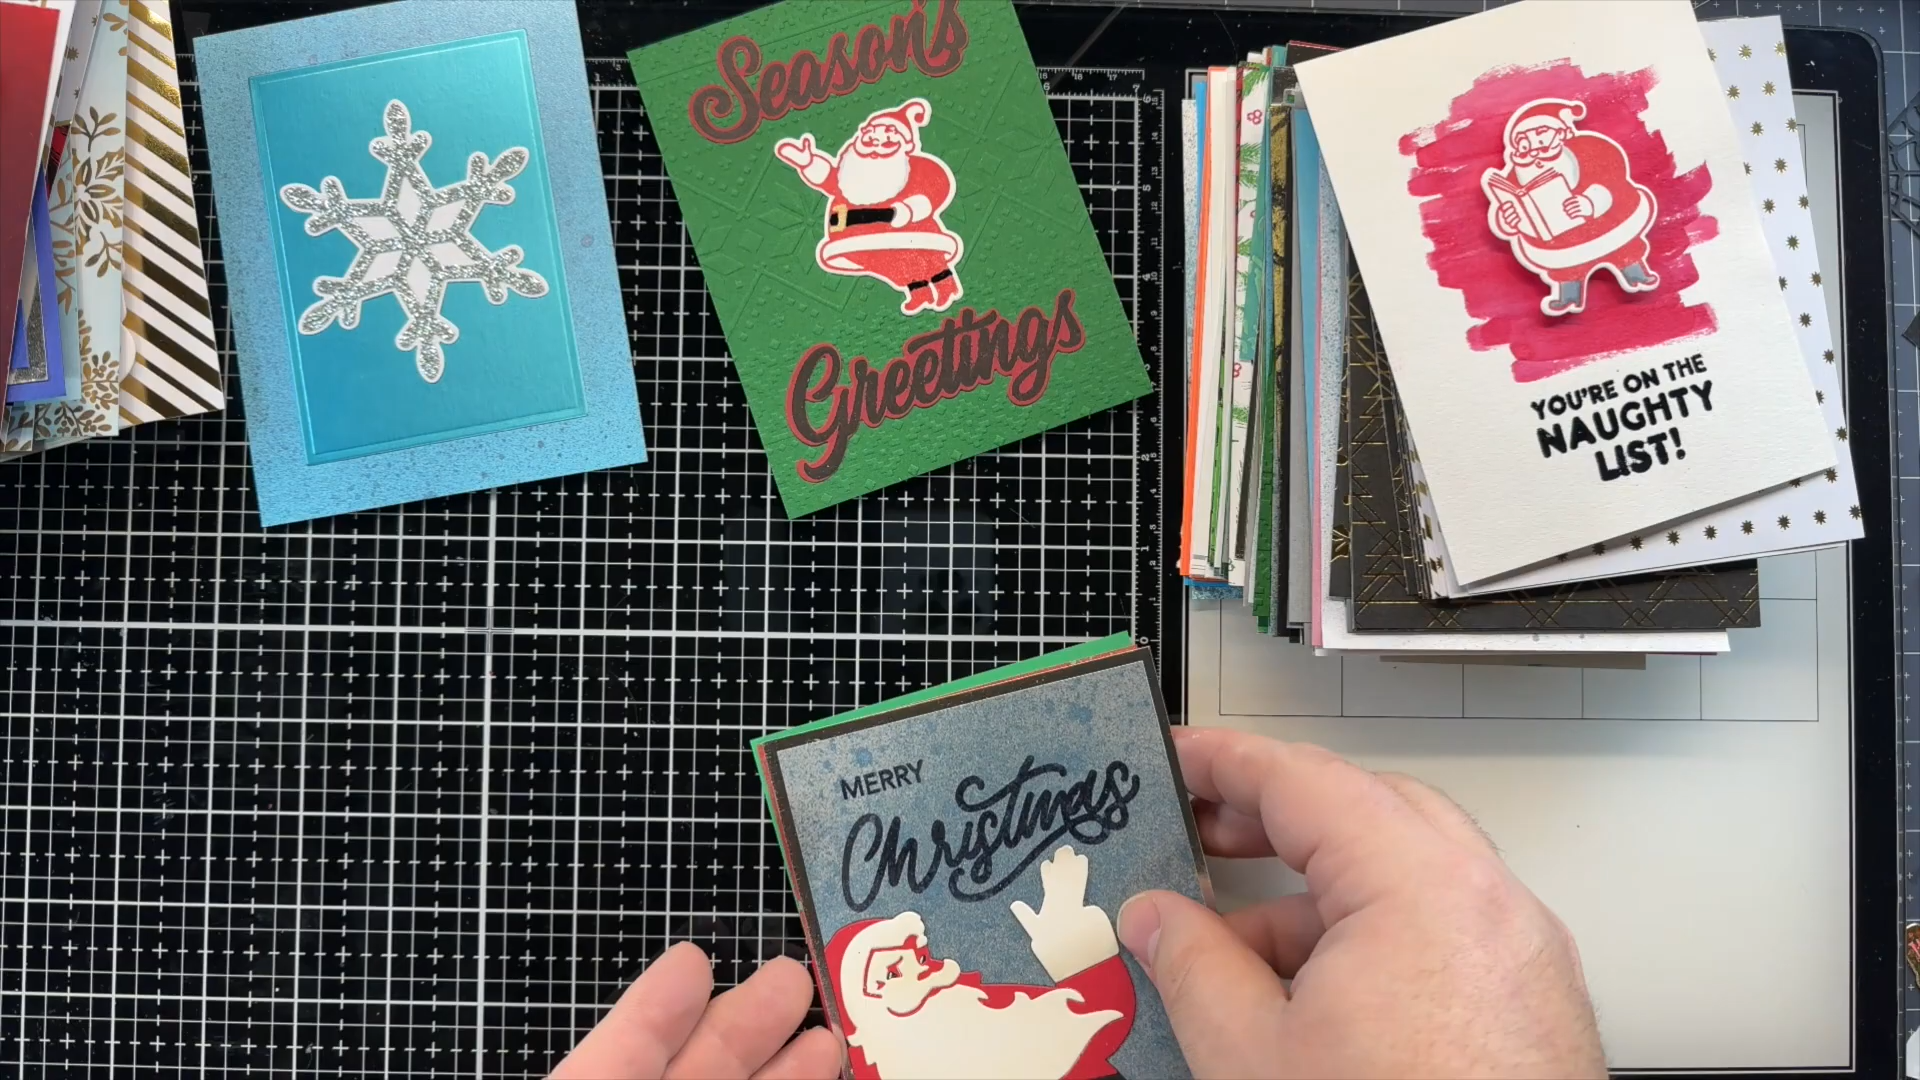 Season's
Greetings
YOU'RE ON THE
NAUGHTY
LIST!
MERRY
Christmas